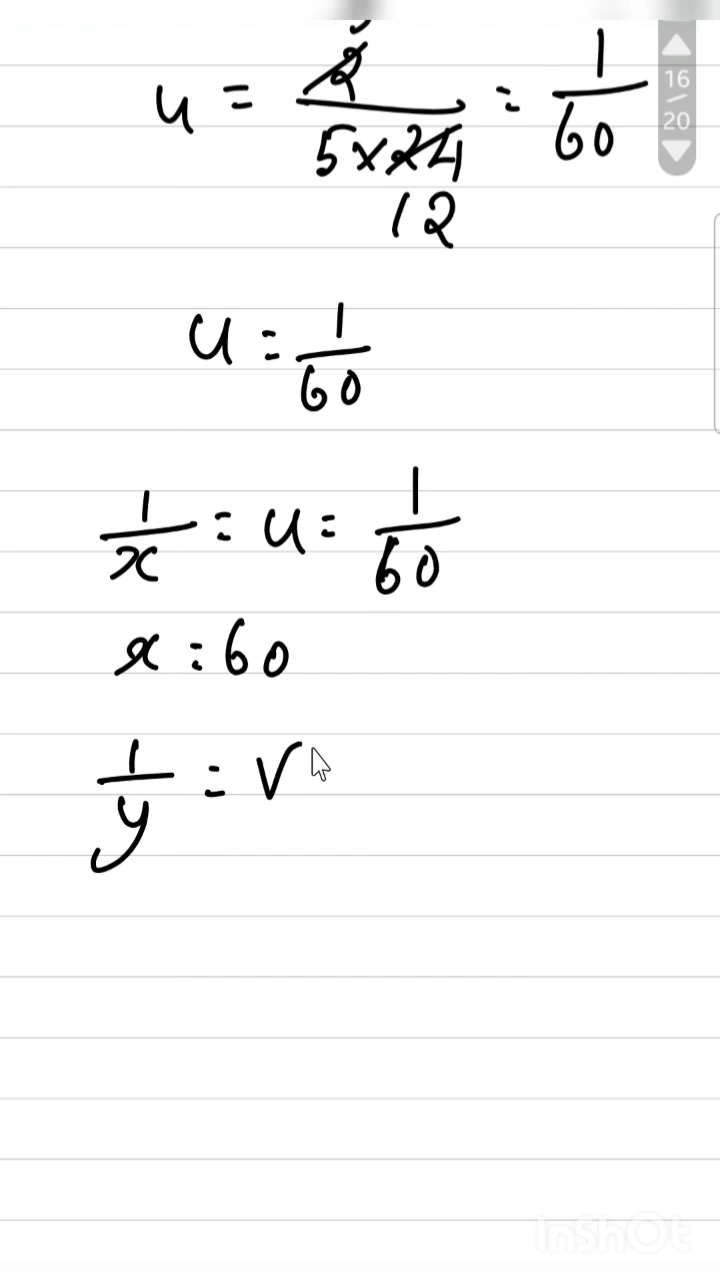 u = 2 / 5×24 = 1/60
12
u = 1/60
1/x = u = 1/60
x = 60
1/y = v
16
20
InShOt